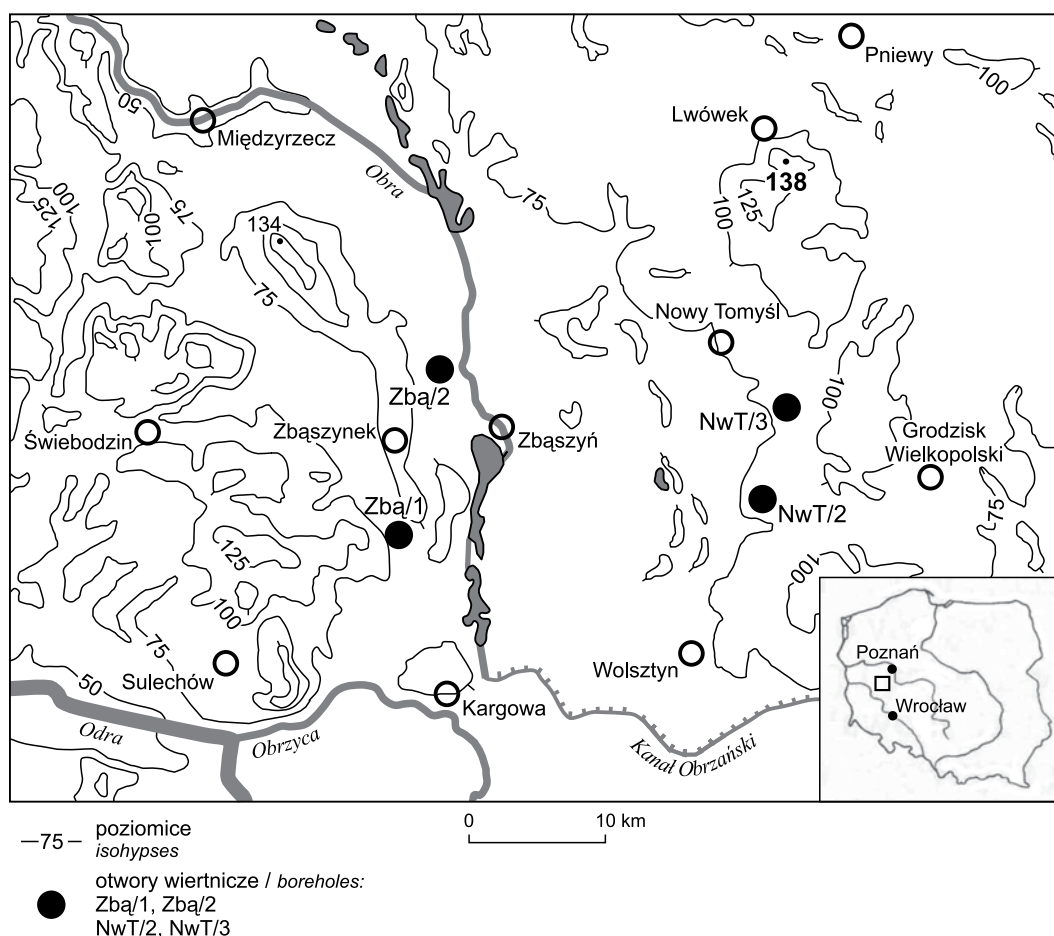 Pniewy
100
50
Międzyrzecz
Lwówek
138
125
100
Obra
75
125
100
75
100
134
75
Nowy Tomyśl
100
Zbą/2
NwT/3
Świebodzin
Zbąszynek
Zbąszyń
Grodzisk
Wielkopolski
Zbą/1
NwT/2
75
125
100
100
75
Sulechów
50
Odra
Obrzyca
Kargowa
Wolsztyn
Kanał Obrzański
Poznań
Wrocław
0 10 km
—75— poziomice
isohypses
otwory wiertnicze / boreholes:
Zbą/1, Zbą/2
NwT/2, NwT/3